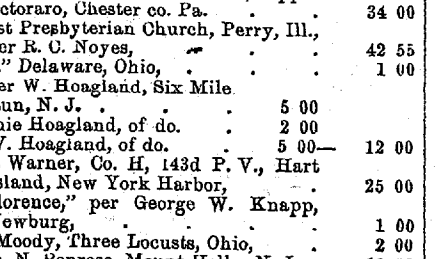 ctoraro, Chester co. Pa. . . 34 00
st Presbyterian Church, Perry, Ill.,
er R. C. Noyes, . . 42 55
." Delaware, Ohio, . . . . 1 00
er W. Hoagland, Six Mile
un, N. J. . . . 5 00
nie Hoagland, of do. . 2 00
V. Hoagland, of do. . 5 00— 12 00
Warner, Co. H, 143d P. V., Hart
sland, New York Harbor, . 25 00
lorence," per George W. Knapp,
ewburg, . . . . 1 00
Moody, Three Locusts, Ohio, . 2 00